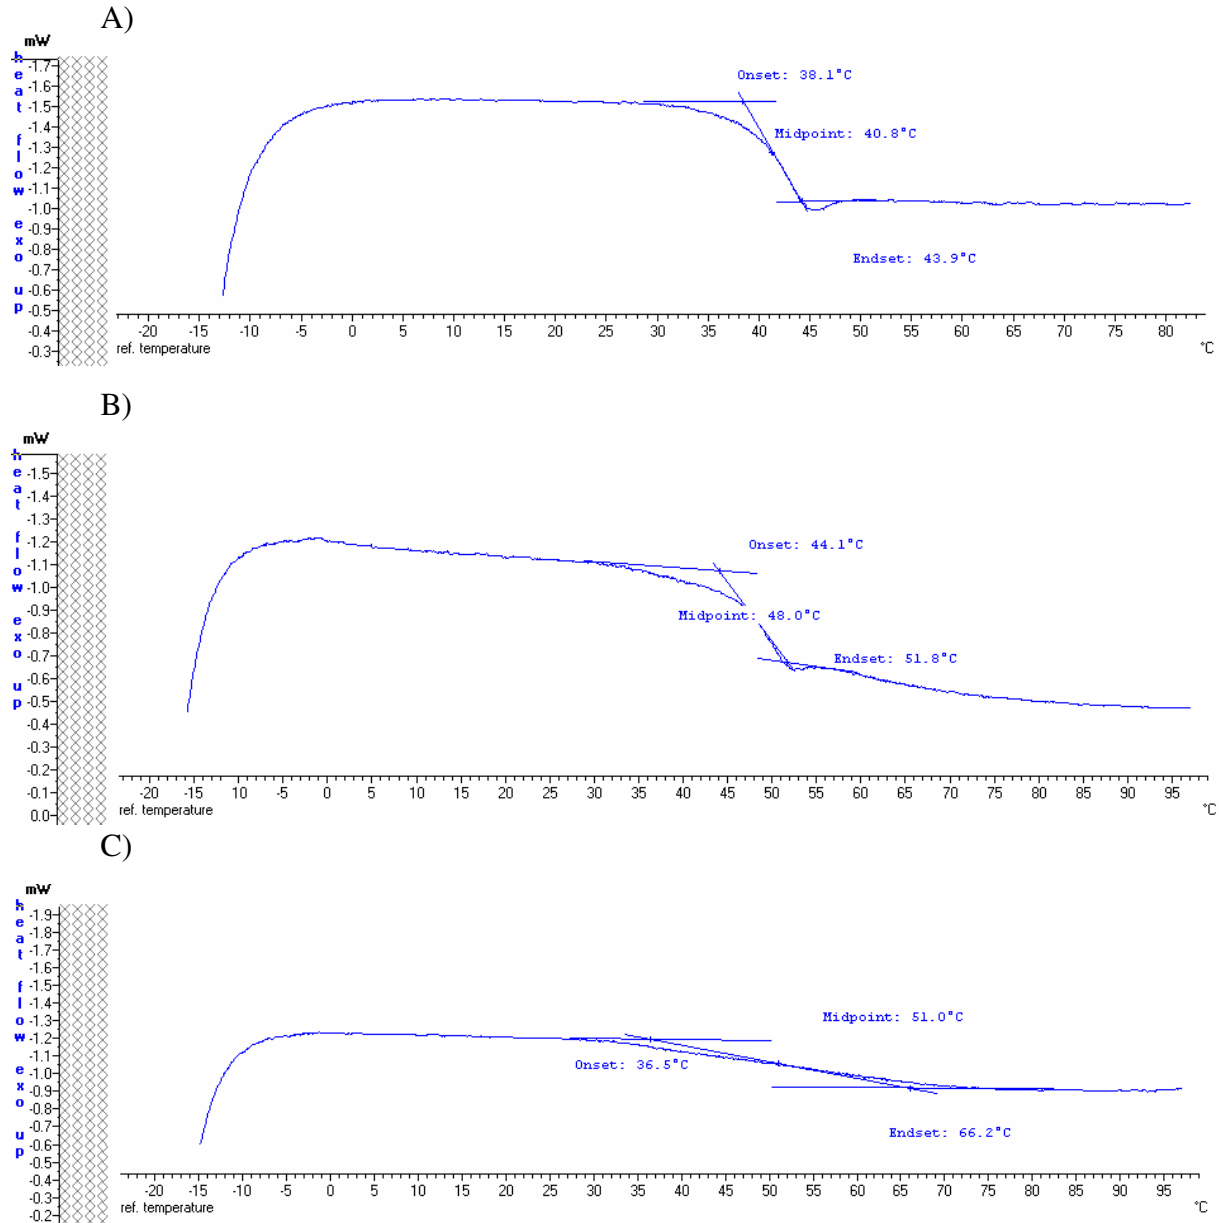 A)
mW
heat flow exo up
-1.7
-1.6
-1.5
-1.4
-1.3
-1.2
-1.1
-1.0
-0.9
-0.8
-0.7
-0.6
-0.5
-0.4
-0.3
Onset: 38.1°C
Midpoint: 40.8°C
Endset: 43.9°C
-20 -15 -10 -5 0 5 10 15 20 25 30 35 40 45 50 55 60 65 70 75 80
ref. temperature °C
B)
mW
heat flow exo up
-1.5
-1.4
-1.3
-1.2
-1.1
-1.0
-0.9
-0.8
-0.7
-0.6
-0.5
-0.4
-0.3
-0.2
-0.1
0.0
Onset: 44.1°C
Midpoint: 48.0°C
Endset: 51.8°C
-20 -15 -10 -5 0 5 10 15 20 25 30 35 40 45 50 55 60 65 70 75 80 85 90 95
ref. temperature °C
C)
mW
heat flow exo up
-1.9
-1.8
-1.7
-1.6
-1.5
-1.4
-1.3
-1.2
-1.1
-1.0
-0.9
-0.8
-0.7
-0.6
-0.5
-0.4
-0.3
-0.2
Midpoint: 51.0°C
Onset: 36.5°C
Endset: 66.2°C
-20 -15 -10 -5 0 5 10 15 20 25 30 35 40 45 50 55 60 65 70 75 80 85 90 95
ref. temperature °C